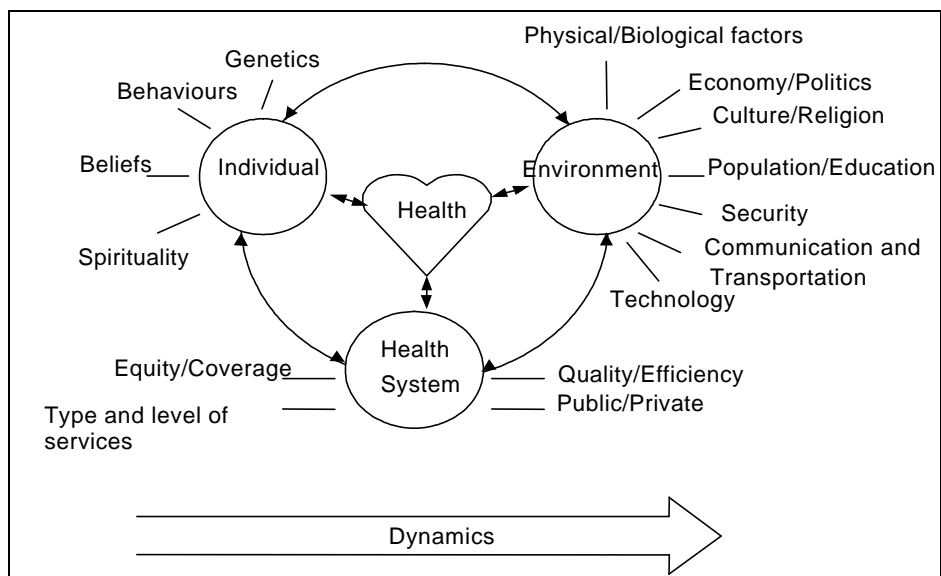 Physical/Biological factors
Genetics
Economy/Politics
Behaviours
Culture/Religion
Beliefs
Individual
Environment
Population/Education
Health
Security
Spirituality
Communication and
Transportation
Technology
Health
System
Equity/Coverage
Quality/Efficiency
Public/Private
Type and level of
services
Dynamics